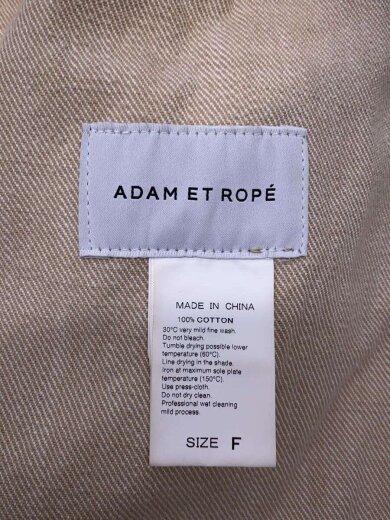 ADAM ET ROPÉ
MADE IN CHINA
100% COTTON
30°C very mild fine wash.
Do not bleach.
Tumble drying possible lower
temperature (60°C).
Line drying in the shade.
Iron at maximum sole plate
temperature (150°C).
Use press-cloth.
Do not dry clean.
Professional wet cleaning
mild process.
SIZE F